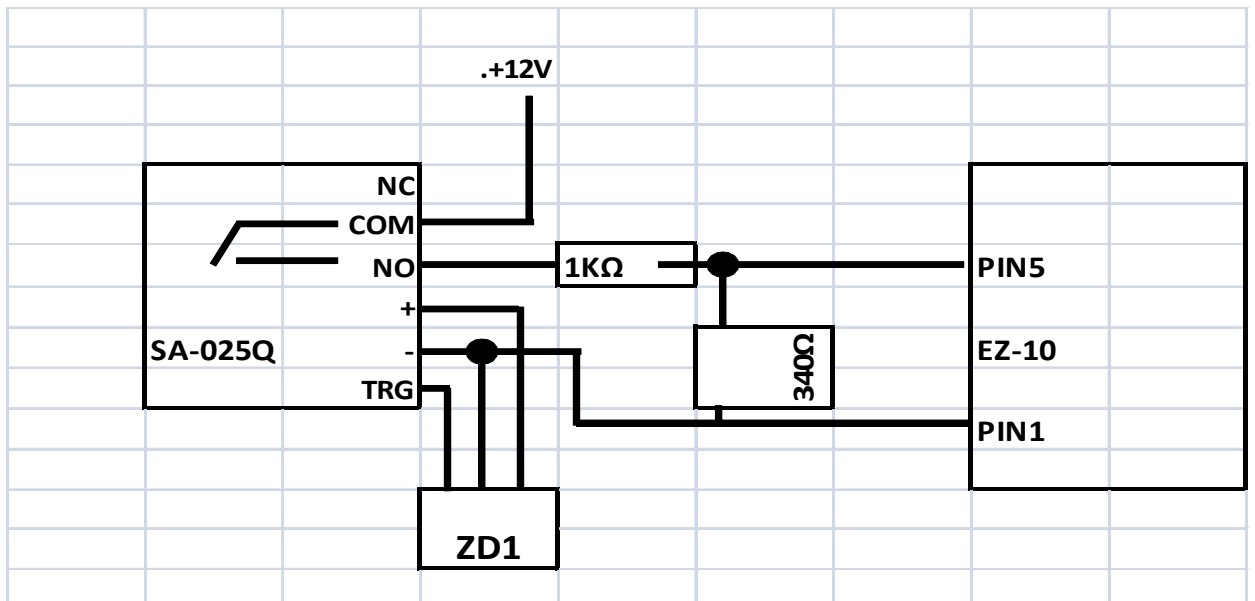 .+12V
NC
COM
NO
1KΩ
PIN5
+
SA-025Q
-
340Ω
EZ-10
TRG
PIN1
ZD1